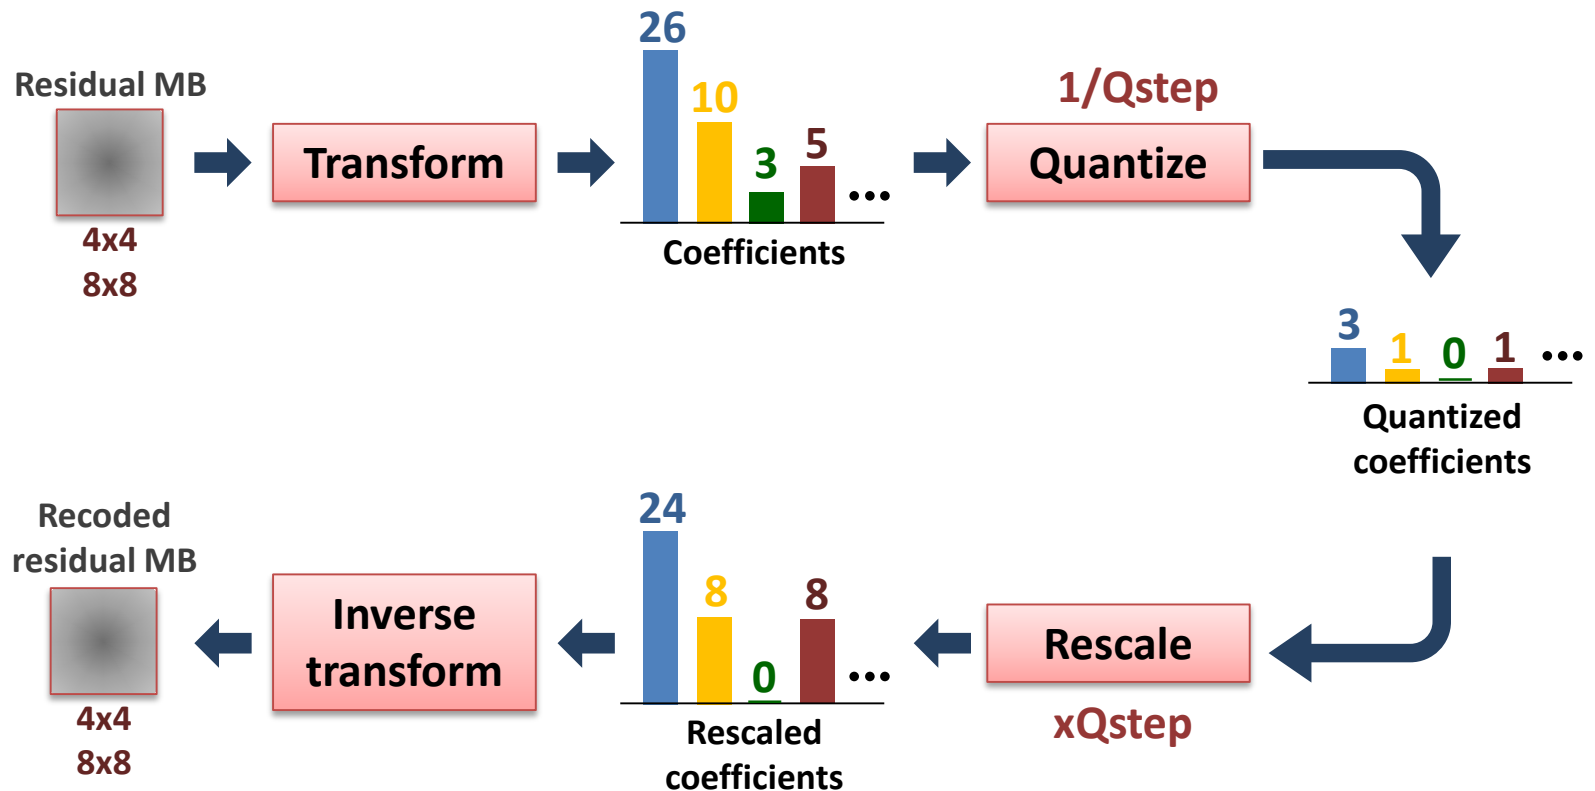 Residual MB
4x4
8x8
Transform
26
10
3
5
...
Coefficients
1/Qstep
Quantize
3
1
0
1
...
Quantized
coefficients
Rescale
xQstep
24
8
0
8
...
Rescaled
coefficients
Inverse
transform
Recoded
residual MB
4x4
8x8